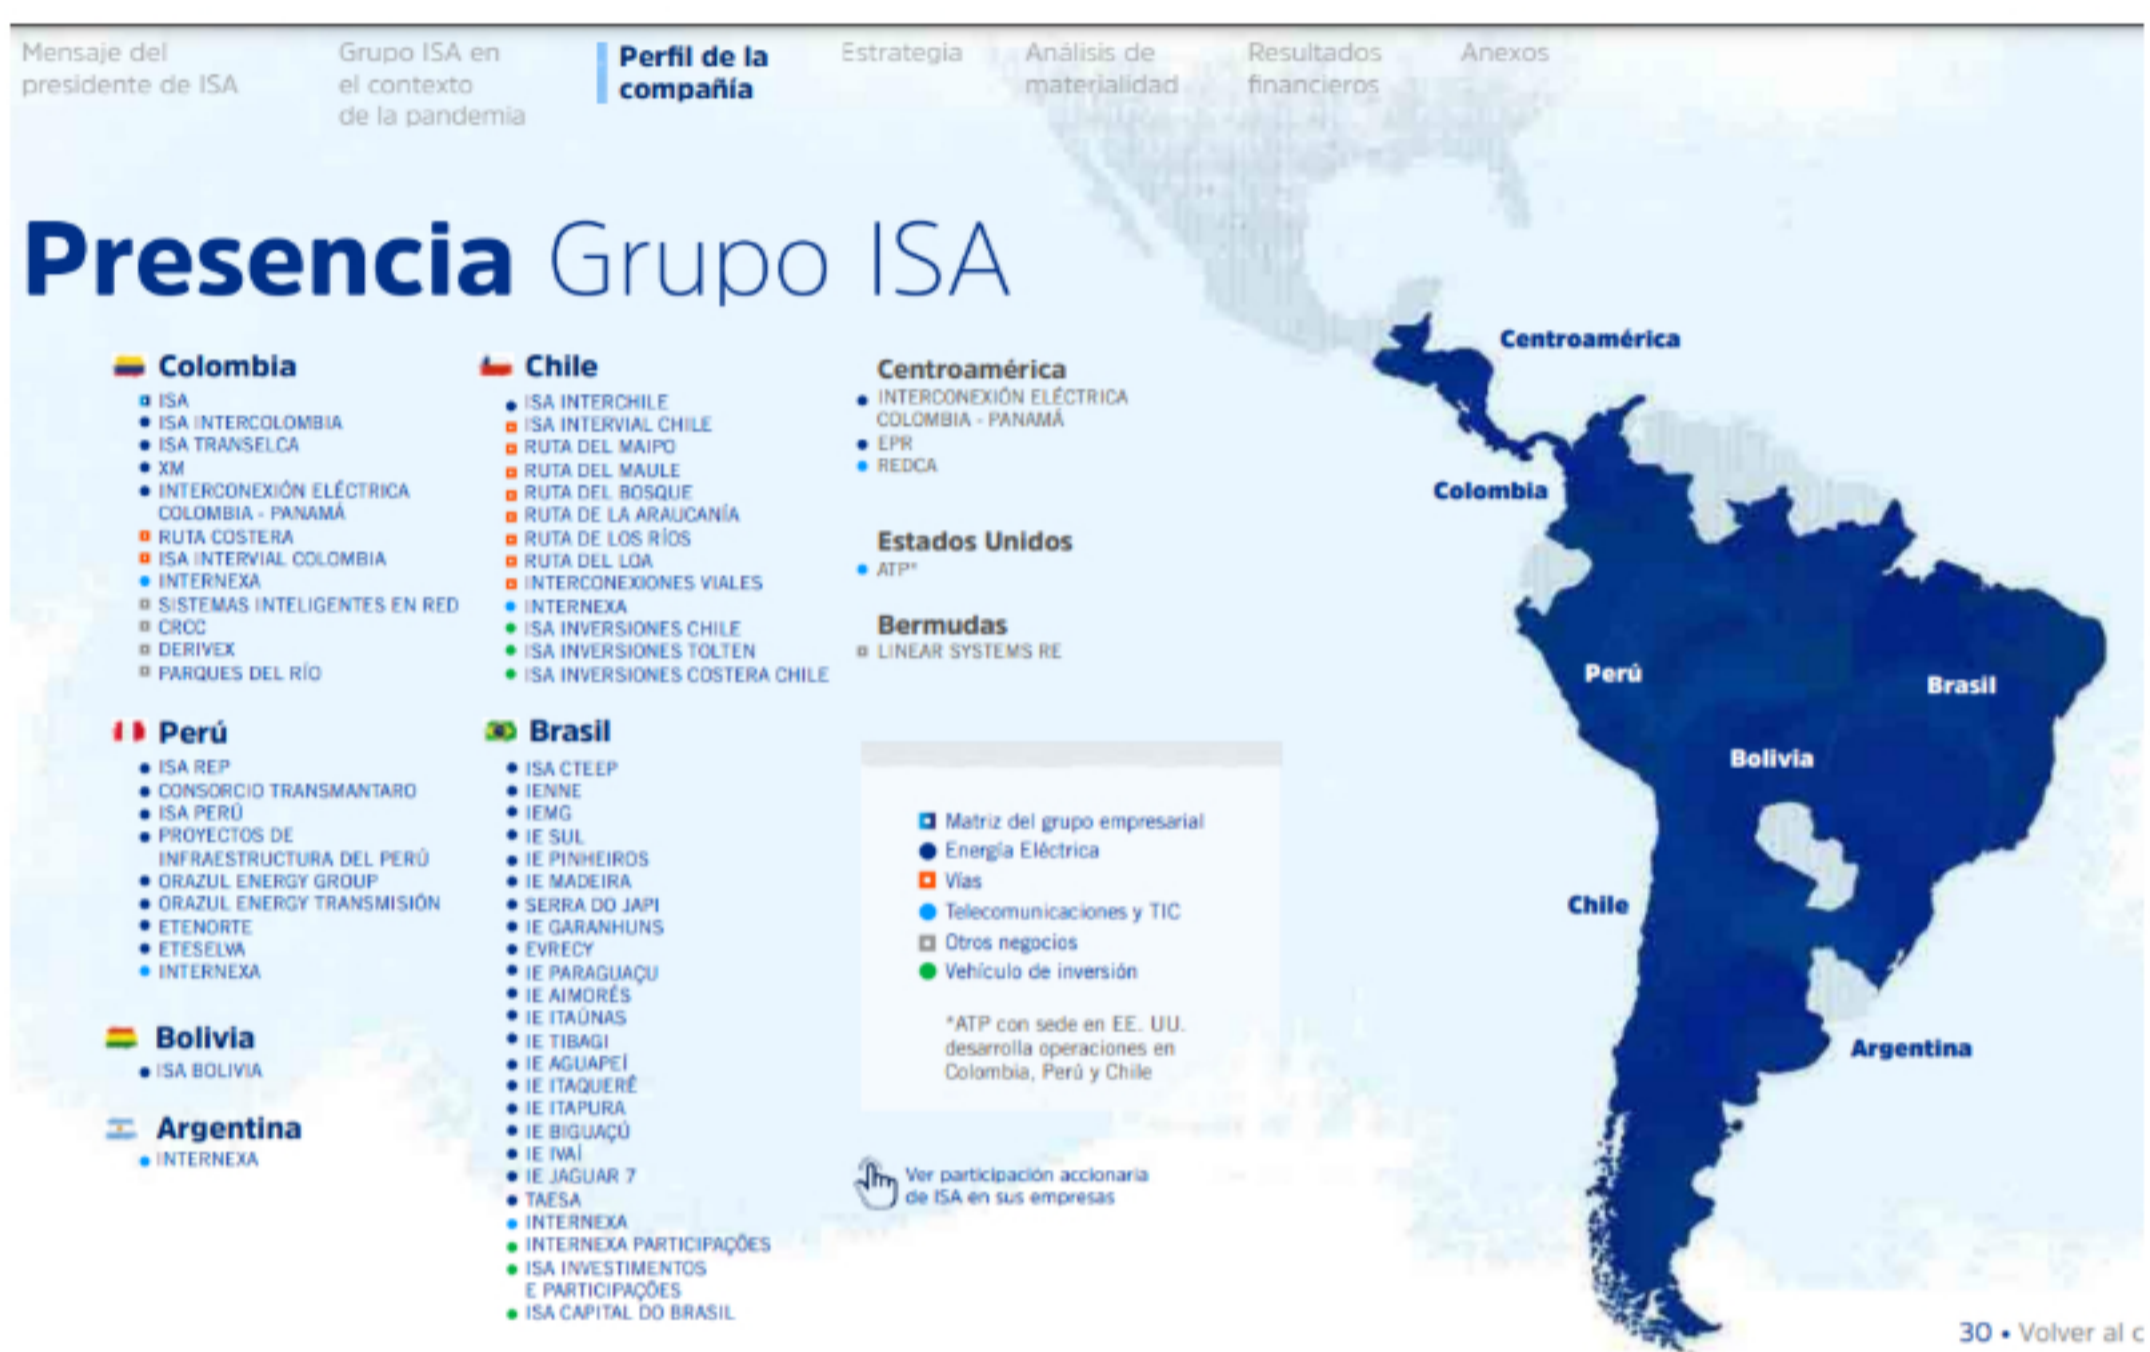 Mensaje del
presidente de ISA
Grupo ISA en
el contexto
de la pandemia
Perfil de la
compañía
Estrategia
Análisis de
materialidad
Resultados
financieros
Anexos
Presencia Grupo ISA
Colombia
ISA
ISA INTERCOLOMBIA
ISA TRANSELCA
XM
INTERCONEXIÓN ELÉCTRICA
COLOMBIA - PANAMÁ
RUTA COSTERA
ISA INTERVIAL COLOMBIA
INTERNEXA
SISTEMAS INTELIGENTES EN RED
CRCC
DERIVEX
PARQUES DEL RÍO
Perú
ISA REP
CONSORCIO TRANSMANTARO
ISA PERÚ
PROYECTOS DE
INFRAESTRUCTURA DEL PERÚ
ORAZUL ENERGY GROUP
ORAZUL ENERGY TRANSMISIÓN
ETENORTE
ETESELVA
INTERNEXA
Bolivia
ISA BOLIVIA
Argentina
INTERNEXA
Chile
ISA INTERCHILE
ISA INTERVIAL CHILE
RUTA DEL MAIPO
RUTA DEL MAULE
RUTA DEL BOSQUE
RUTA DE LA ARAUCANÍA
RUTA DE LOS RÍOS
RUTA DEL LOA
INTERCONEXIONES VIALES
INTERNEXA
ISA INVERSIONES CHILE
ISA INVERSIONES TOLTEN
ISA INVERSIONES COSTERA CHILE
Brasil
ISA CTEEP
IENNE
IEMG
IE SUL
IE PINHEIROS
IE MADEIRA
SERRA DO JAPI
IE GARANHUNS
EVRECY
IE PARAGUAÇU
IE AIMORÉS
IE ITAÚNAS
IE TIBAGI
IE AGUAPEÍ
IE ITAQUERÊ
IE ITAPURA
IE BIGUAÇÚ
IE IVAÍ
IE JAGUAR 7
TAESA
INTERNEXA
INTERNEXA PARTICIPAÇÕES
ISA INVESTIMENTOS
E PARTICIPAÇÕES
ISA CAPITAL DO BRASIL
Centroamérica
INTERCONEXIÓN ELÉCTRICA
COLOMBIA - PANAMÁ
EPR
REDCA
Estados Unidos
ATP*
Bermudas
LINEAR SYSTEMS RE
Matriz del grupo empresarial
Energía Eléctrica
Vías
Telecomunicaciones y TIC
Otros negocios
Vehículo de inversión
*ATP con sede en EE. UU.
desarrolla operaciones en
Colombia, Perú y Chile
Ver participación accionaria
de ISA en sus empresas
Centroamérica
Colombia
Perú
Brasil
Bolivia
Chile
Argentina
30 • Volver al c